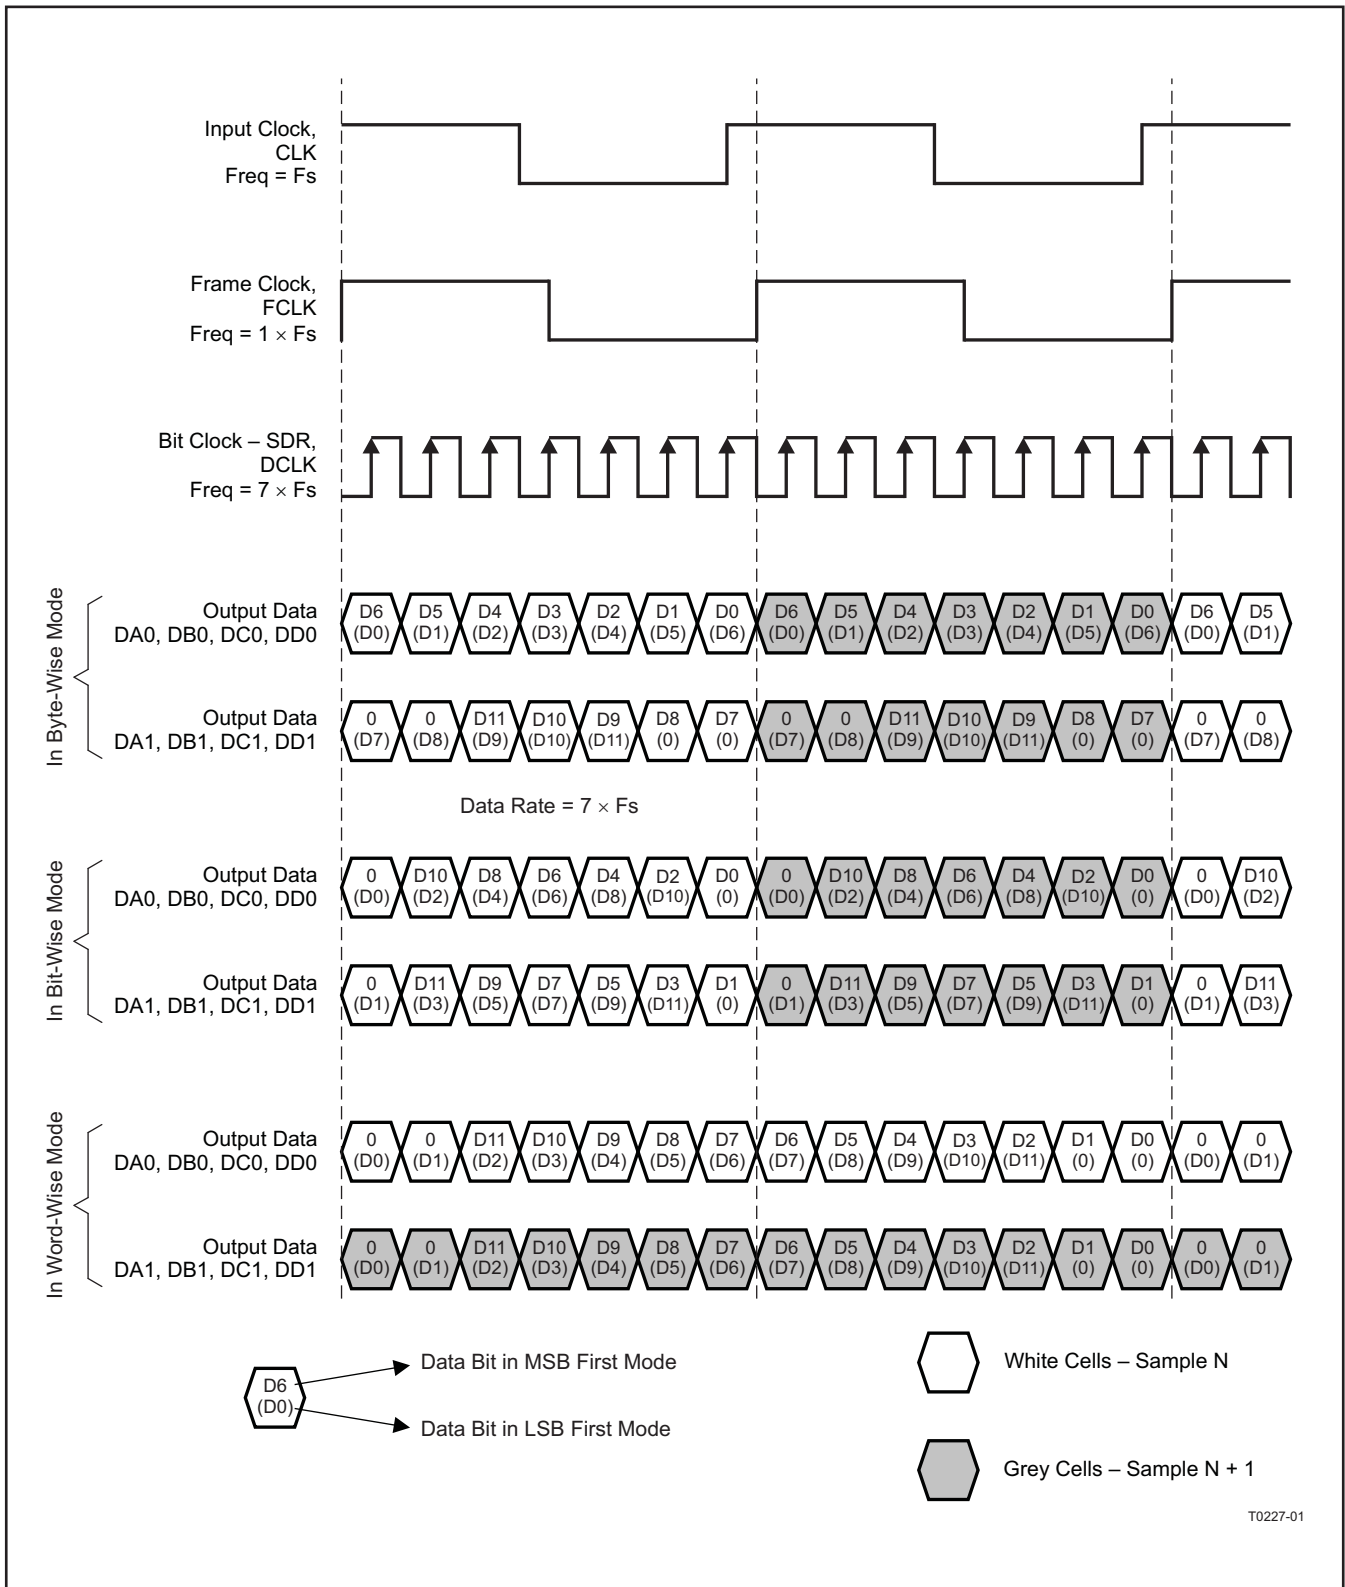 Input Clock,
CLK
Freq = Fs
Frame Clock,
FCLK
Freq = 1 × Fs
Bit Clock – SDR,
DCLK
Freq = 7 × Fs
In Byte-Wise Mode
Output Data
DA0, DB0, DC0, DD0
D6 D5 D4 D3 D2 D1 D0 D6 D5 D4 D3 D2 D1 D0 D6 D5
(D0) (D1) (D2) (D3) (D4) (D5) (D6) (D0) (D1) (D2) (D3) (D4) (D5) (D6) (D0) (D1)
Output Data
DA1, DB1, DC1, DD1
0 0 D11 D10 D9 D8 D7 0 0 D11 D10 D9 D8 D7 0 0
(D7) (D8) (D9) (D10) (D11) (0) (0) (D7) (D8) (D9) (D10) (D11) (0) (0) (D7) (D8)
Data Rate = 7 × Fs
In Bit-Wise Mode
Output Data
DA0, DB0, DC0, DD0
0 D10 D8 D6 D4 D2 D0 0 D10 D8 D6 D4 D2 D0 0 D10
(D0) (D2) (D4) (D6) (D8) (D10) (0) (D0) (D2) (D4) (D6) (D8) (D10) (0) (D0) (D2)
Output Data
DA1, DB1, DC1, DD1
0 D11 D9 D7 D5 D3 D1 0 D11 D9 D7 D5 D3 D1 0 D11
(D1) (D3) (D5) (D7) (D9) (D11) (0) (D1) (D3) (D5) (D7) (D9) (D11) (0) (D1) (D3)
In Word-Wise Mode
Output Data
DA0, DB0, DC0, DD0
0 0 D11 D10 D9 D8 D7 D6 D5 D4 D3 D2 D1 D0 0 0
(D0) (D1) (D2) (D3) (D4) (D5) (D6) (D7) (D8) (D9) (D10) (D11) (0) (0) (D0) (D1)
Output Data
DA1, DB1, DC1, DD1
0 0 D11 D10 D9 D8 D7 D6 D5 D4 D3 D2 D1 D0 0 0
(D0) (D1) (D2) (D3) (D4) (D5) (D6) (D7) (D8) (D9) (D10) (D11) (0) (0) (D0) (D1)
D6
(D0)
Data Bit in MSB First Mode
Data Bit in LSB First Mode
White Cells – Sample N
Grey Cells – Sample N + 1
T0227-01